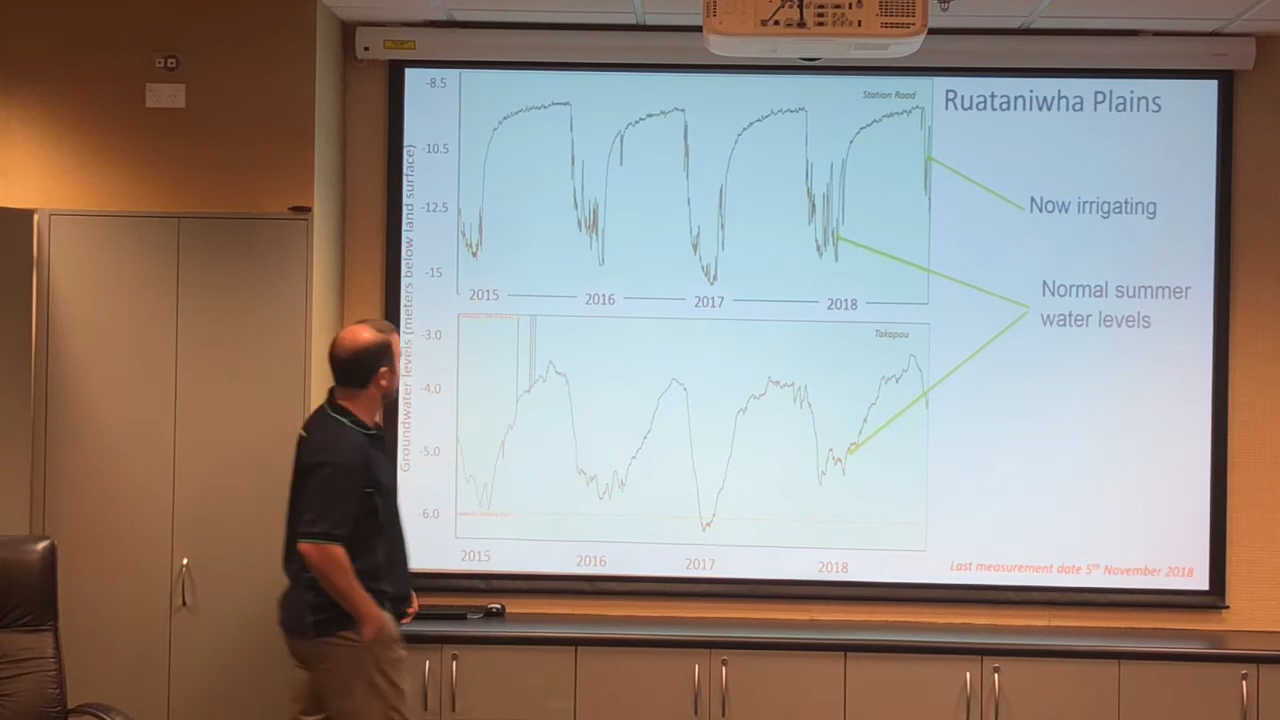 Ruataniwha Plains
Groundwater levels (meters below land surface)
-8.5
-10.5
-12.5
-15
Station Road
2015
2016
2017
2018
Now irrigating
Normal summer
water levels
-3.0
-4.0
-5.0
-6.0
Takapau
2015
2016
2017
2018
Last measurement date 5th November 2018